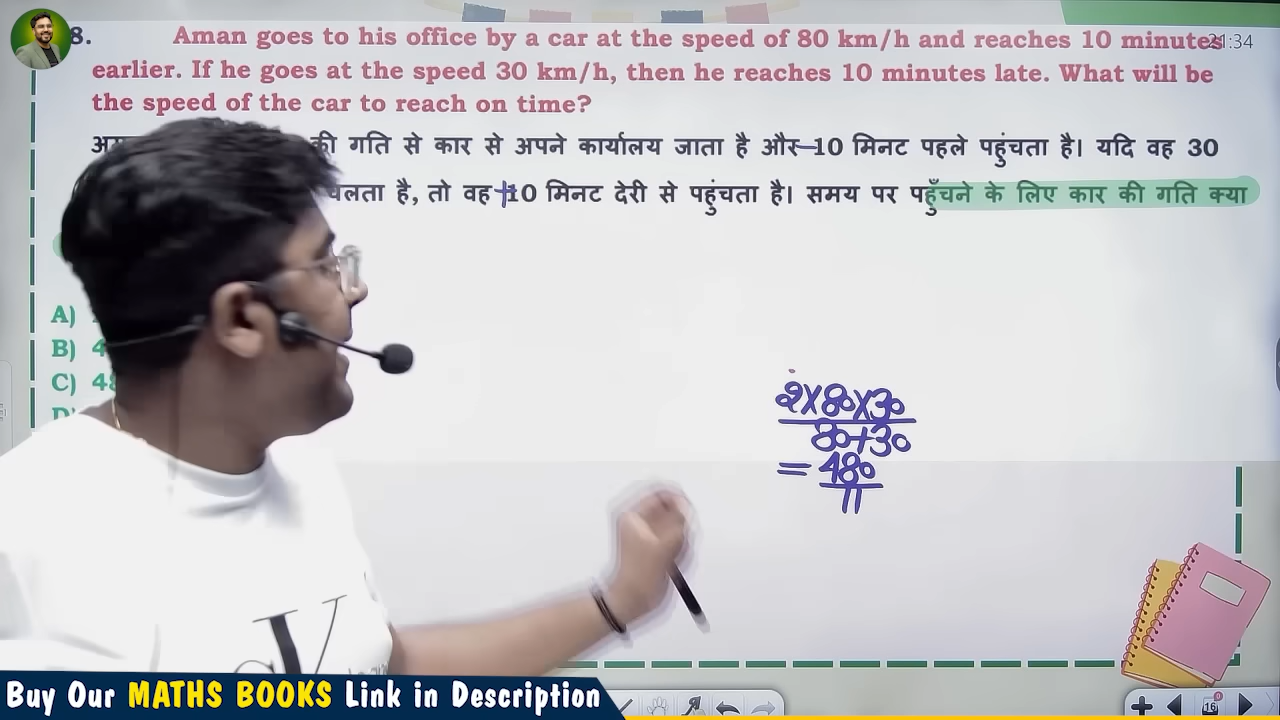 8. Aman goes to his office by a car at the speed of 80 km/h and reaches 10 minutes 21:34
earlier. If he goes at the speed 30 km/h, then he reaches 10 minutes late. What will be
the speed of the car to reach on time?
की गति से कार से अपने कार्यालय जाता है और 10 मिनट पहले पहुंचता है। यदि वह 30
चलता है, तो वह 10 मिनट देरी से पहुंचता है। समय पर पहुँचने के लिए कार की गति क्या
A)
B) 4
C) 48
2×80×30
80+30
= 480
11
Buy Our MATHS BOOKS Link in Description
16